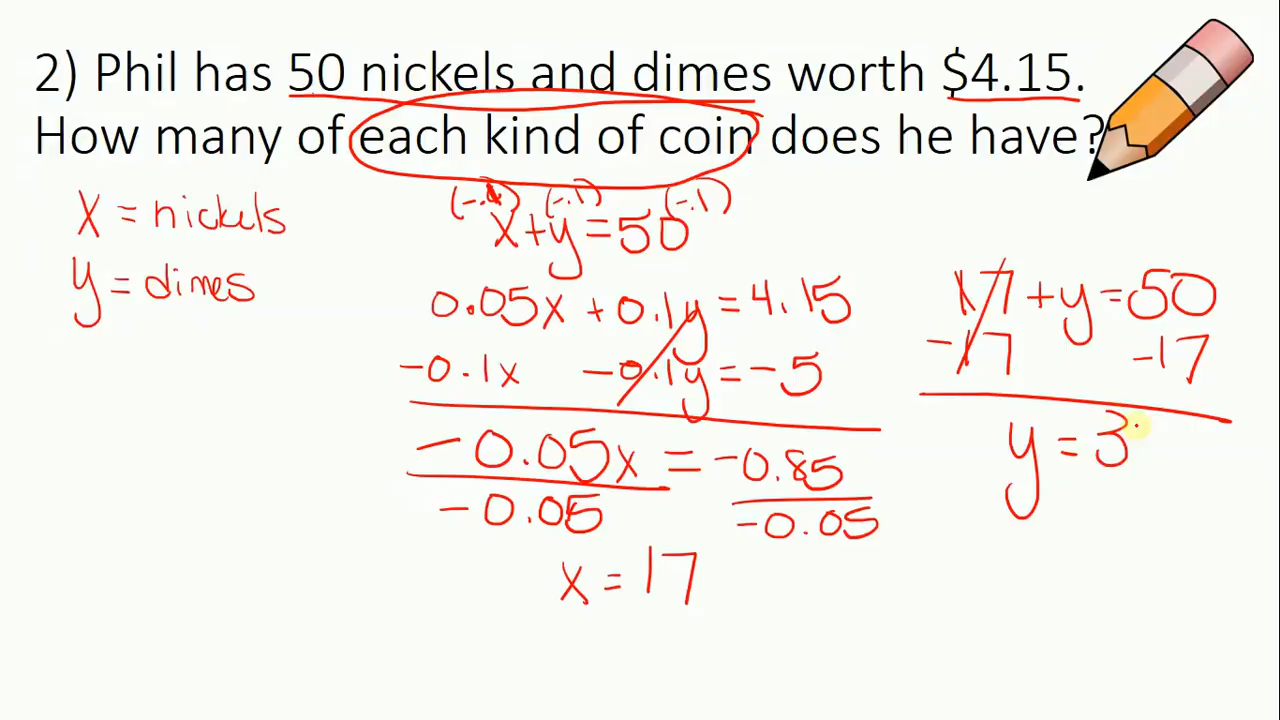 2) Phil has 50 nickels and dimes worth $4.15.
How many of each kind of coin does he have?
x = nickels
y = dimes
(-.1) (-.1) (-.1)
x+y=50
0.05x + 0.1y = 4.15
-0.1x -0.1y = -5
-0.05x = -0.85
-0.05 -0.05
x = 17
17 + y = 50
-17 -17
y = 3